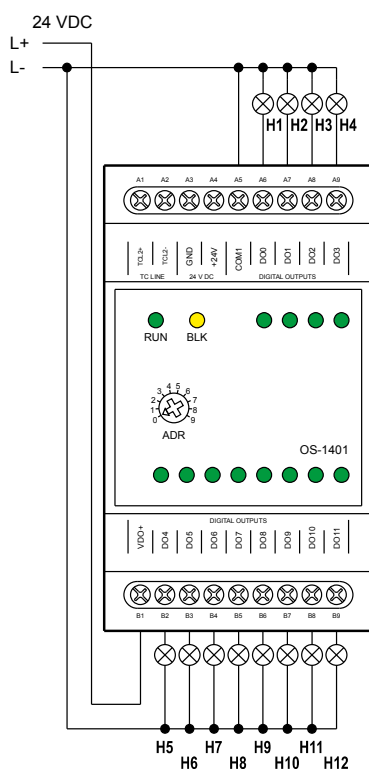 24 VDC
L+
L-
H1 H2 H3 H4
A1 A2 A3 A4 A5 A6 A7 A8 A9
TCL2+ TCL2- GND +24V COM1 DO0 DO1 DO2 DO3
TC LINE 24 V DC DIGITAL OUTPUTS
RUN BLK
0 1 2 3 4 5 6 7 8 9
ADR
OS-1401
DIGITAL OUTPUTS
VDO+ DO4 DO5 DO6 DO7 DO8 DO9 DO10 DO11
B1 B2 B3 B4 B5 B6 B7 B8 B9
H5 H7 H9 H11
H6 H8 H10 H12